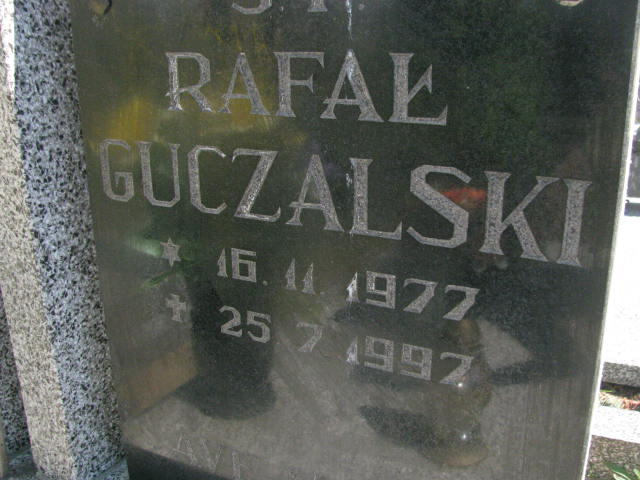 RAFAŁ
GUCZALSKI
* 16.11.1977
✝ 25.7.1997